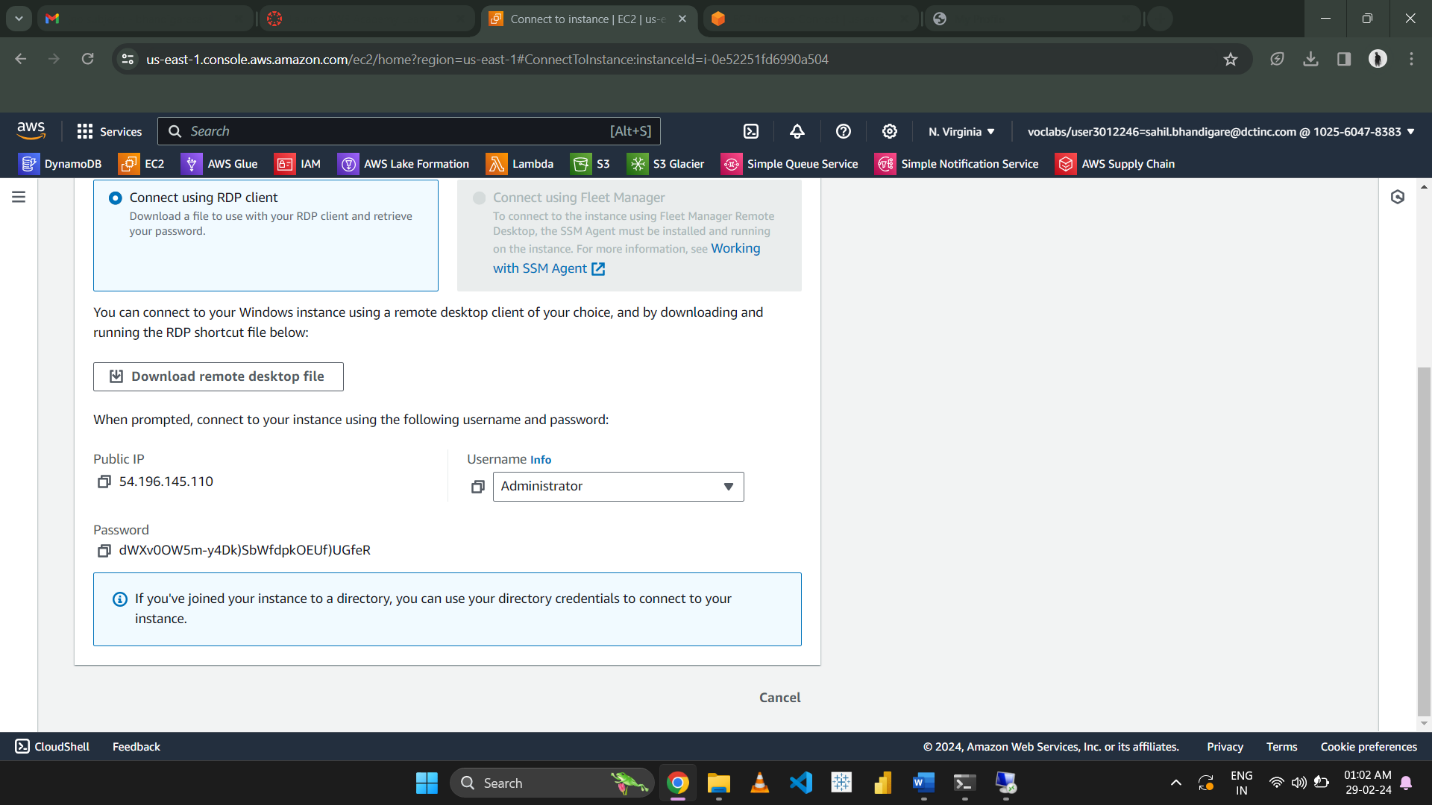 Connect to instance | EC2 | us-e
us-east-1.console.aws.amazon.com/ec2/home?region=us-east-1#ConnectToInstance:instanceId=i-0e52251fd6990a504
aws Services Search [Alt+S] N. Virginia voclabs/user3012246=sahil.bhandigare@dctinc.com @ 1025-6047-8383
DynamoDB EC2 AWS Glue IAM AWS Lake Formation Lambda S3 S3 Glacier Simple Queue Service Simple Notification Service AWS Supply Chain
Connect using RDP client
Download a file to use with your RDP client and retrieve
your password.
Connect using Fleet Manager
To connect to the instance using Fleet Manager Remote
Desktop, the SSM Agent must be installed and running
on the instance. For more information, see Working
with SSM Agent
You can connect to your Windows instance using a remote desktop client of your choice, and by downloading and
running the RDP shortcut file below:
Download remote desktop file
When prompted, connect to your instance using the following username and password:
Public IP
54.196.145.110
Username Info
Administrator
Password
dWXv0OW5m-y4Dk)SbWfdpkOEUf)UGfeR
If you've joined your instance to a directory, you can use your directory credentials to connect to your
instance.
Cancel
CloudShell Feedback © 2024, Amazon Web Services, Inc. or its affiliates. Privacy Terms Cookie preferences
Search
ENG
IN
01:02 AM
29-02-24